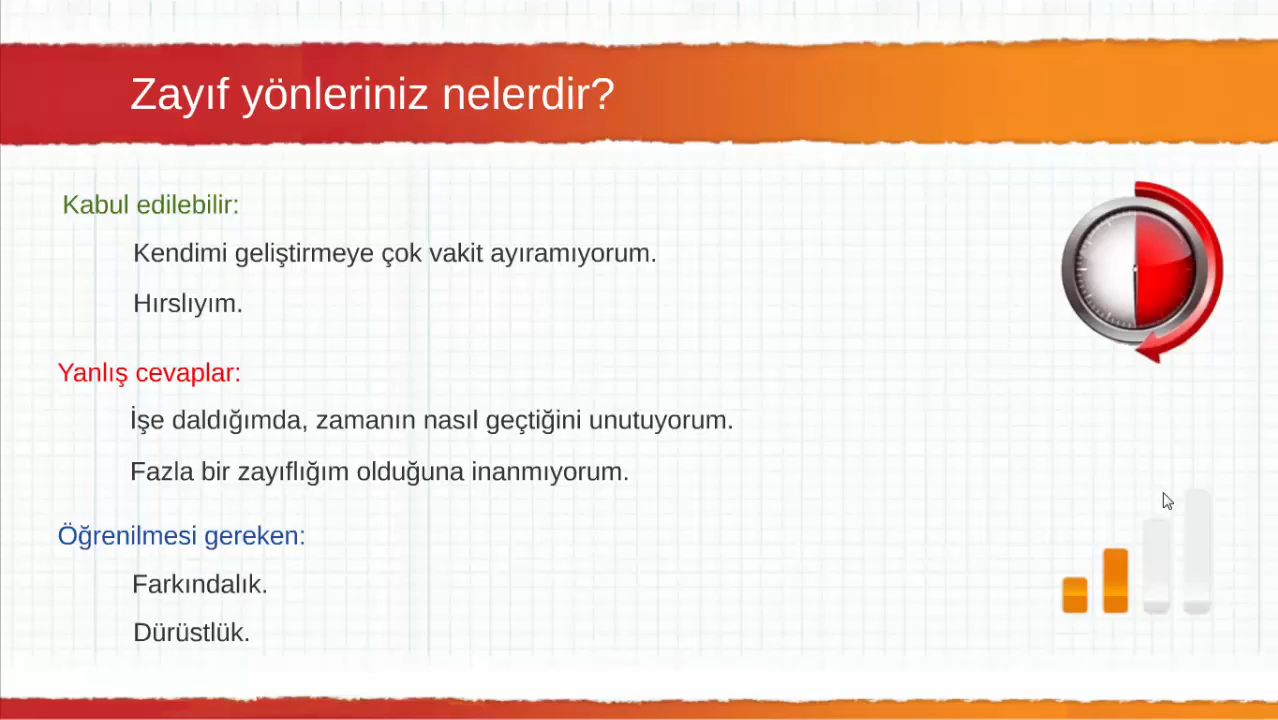 Zayıf yönleriniz nelerdir?
Kabul edilebilir:
Kendimi geliştirmeye çok vakit ayıramıyorum.
Hırslıyım.
Yanlış cevaplar:
İşe daldığımda, zamanın nasıl geçtiğini unutuyorum.
Fazla bir zayıflığım olduğuna inanmıyorum.
Öğrenilmesi gereken:
Farkındalık.
Dürüstlük.